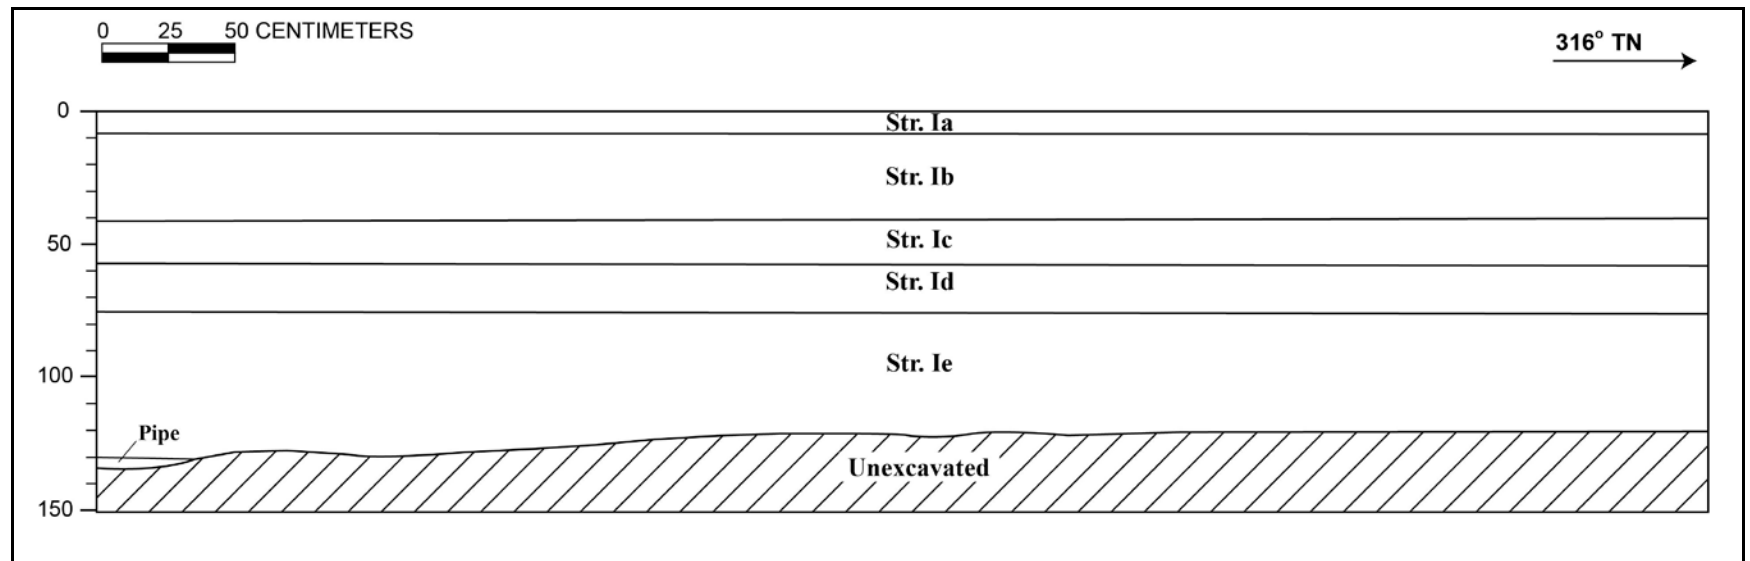 0 25 50 CENTIMETERS
316° TN
0
Str. Ia
Str. Ib
50
Str. Ic
Str. Id
Str. Ie
100
Pipe
Unexcavated
150